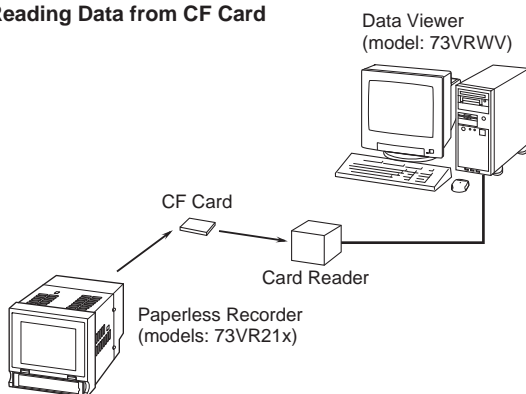 Reading Data from CF Card
Data Viewer
(model: 73VRWV)
CF Card
Card Reader
Paperless Recorder
(models: 73VR21x)